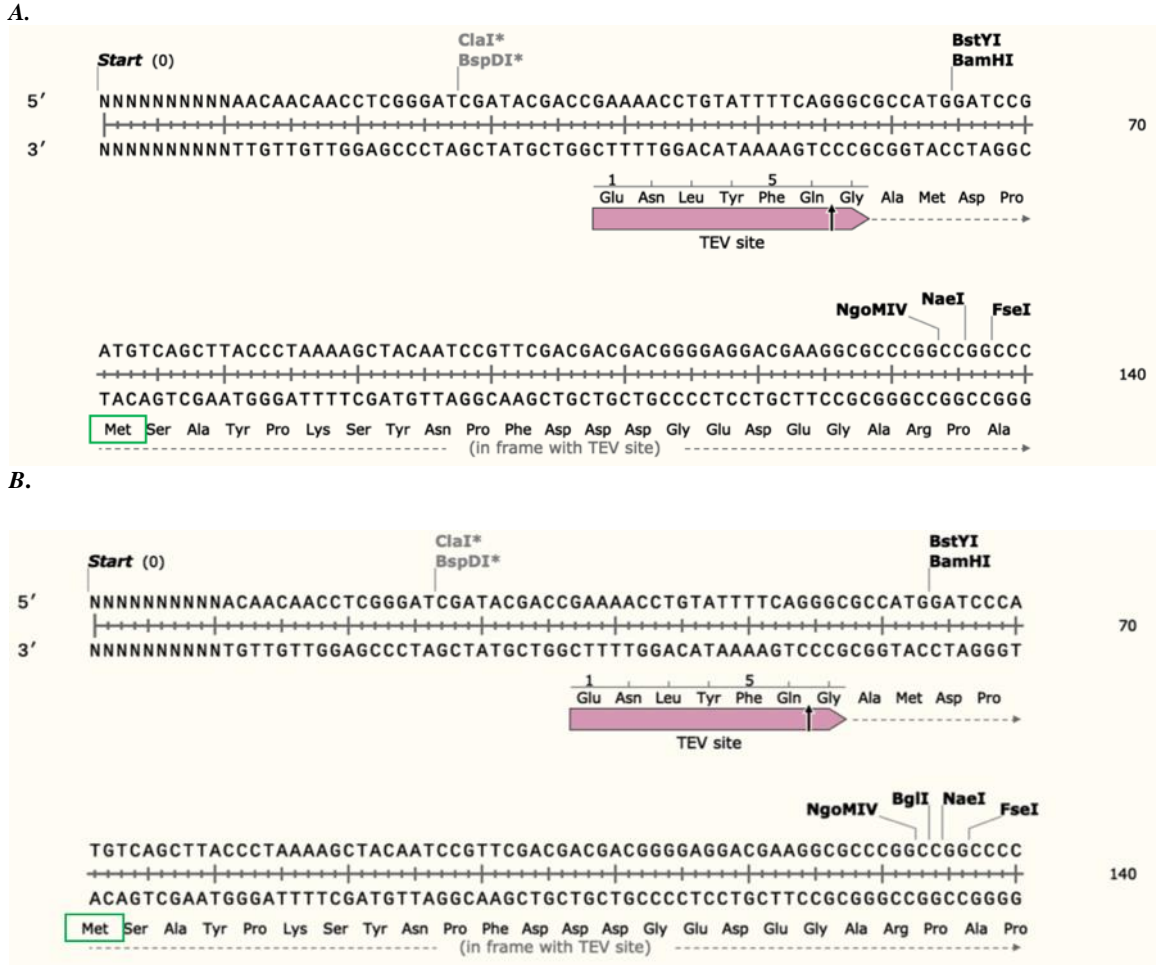 A.
ClaI* BstYI
Start (0) BspDI* BamHI
5′ NNNNNNNNNNAACAACAACCTCGGGATCGATACGACCGAAAACCTGTATTTTCAGGGCGCCATGGATCCG
70
3′ NNNNNNNNNNTTGTTGTTGGAGCCCTAGCTATGCTGGCTTTTGGACATAAAAGTCCCGCGGTACCTAGGC
1 5
Glu Asn Leu Tyr Phe Gln Gly Ala Met Asp Pro
TEV site
NgoMIV NaeI FseI
ATGTCAGCTTACCCTAAAAGCTACAATCCGTTCGACGACGACGGGGAGGACGAAGGCGCCCGGCCGGCCC
140
TACAGTCGAATGGGATTTTCGATGTTAGGCAAGCTGCTGCTGCCCCTCCTGCTTCCGCGGGCCGGCCGGG
Met Ser Ala Tyr Pro Lys Ser Tyr Asn Pro Phe Asp Asp Asp Gly Glu Asp Glu Gly Ala Arg Pro Ala
(in frame with TEV site)
B.
ClaI* BstYI
Start (0) BspDI* BamHI
5′ NNNNNNNNNNACAACAACCTCGGGATCGATACGACCGAAAACCTGTATTTTCAGGGCGCCATGGATCCCA
70
3′ NNNNNNNNNNTGTTGTTGGAGCCCTAGCTATGCTGGCTTTTGGACATAAAAGTCCCGCGGTACCTAGGGT
1 5
Glu Asn Leu Tyr Phe Gln Gly Ala Met Asp Pro
TEV site
NgoMIV BglI NaeI FseI
TGTCAGCTTACCCTAAAAGCTACAATCCGTTCGACGACGACGGGGAGGACGAAGGCGCCCGGCCGGCCCC
140
ACAGTCGAATGGGATTTTCGATGTTAGGCAAGCTGCTGCTGCCCCTCCTGCTTCCGCGGGCCGGCCGGGG
Met Ser Ala Tyr Pro Lys Ser Tyr Asn Pro Phe Asp Asp Asp Gly Glu Asp Glu Gly Ala Arg Pro Ala Pro
(in frame with TEV site)